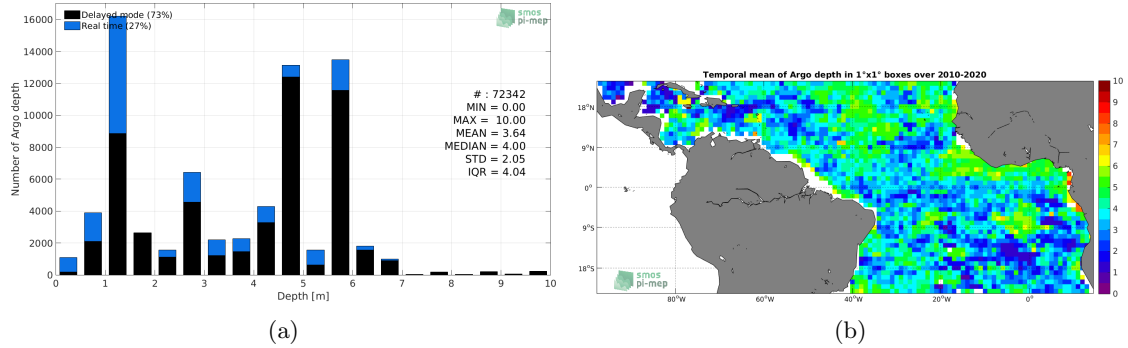 Delayed mode (73%)
Real time (27%)
smos
pi-mep
16000
14000
12000
10000
8000
6000
4000
2000
0
Number of Argo depth
# : 72342
MIN = 0.00
MAX = 10.00
MEAN = 3.64
MEDIAN = 4.00
STD = 2.05
IQR = 4.04
0 1 2 3 4 5 6 7 8 9 10
Depth [m]
(a)
Temporal mean of Argo depth in 1°x1° boxes over 2010-2020
18°N
9°N
0°
9°S
18°S
80°W 60°W 40°W 20°W 0°
smos
pi-mep
10
9
8
7
6
5
4
3
2
1
0
(b)